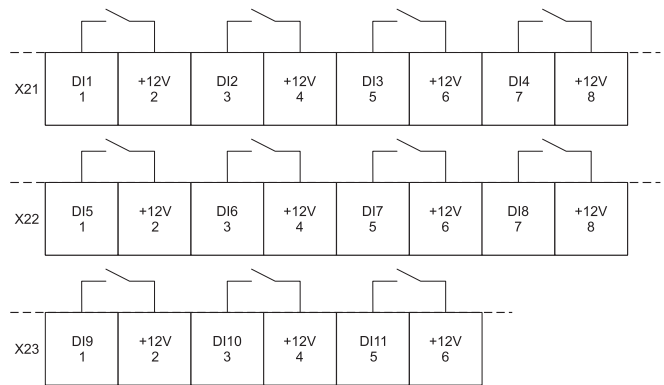 X21 DI1 +12V DI2 +12V DI3 +12V DI4 +12V
1 2 3 4 5 6 7 8
X22 DI5 +12V DI6 +12V DI7 +12V DI8 +12V
1 2 3 4 5 6 7 8
X23 DI9 +12V DI10 +12V DI11 +12V
1 2 3 4 5 6